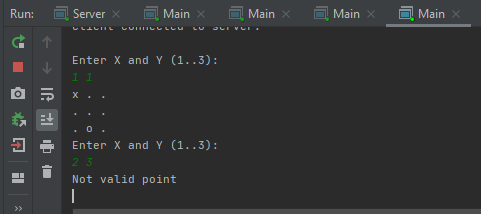 Run: Server Main Main Main Main
client connected to server.
Enter X and Y (1..3):
1 1
x . .
. . .
. o .
Enter X and Y (1..3):
2 3
Not valid point
>>